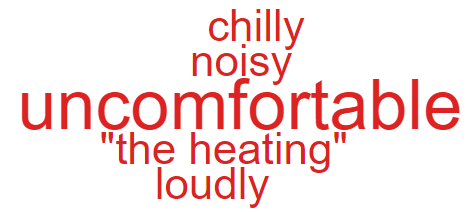 chilly
noisy
uncomfortable
"the heating"
loudly